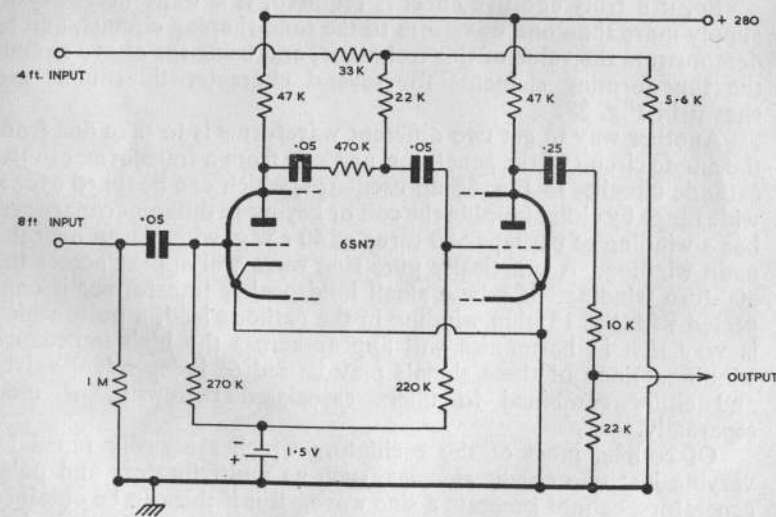 + 280
4 ft. INPUT
33 K
47 K
22 K
47 K
5·6 K
·05
470 K
·05
·25
8 ft INPUT
·05
6SN7
10 K
OUTPUT
1 M
270 K
220 K
22 K
1·5 V